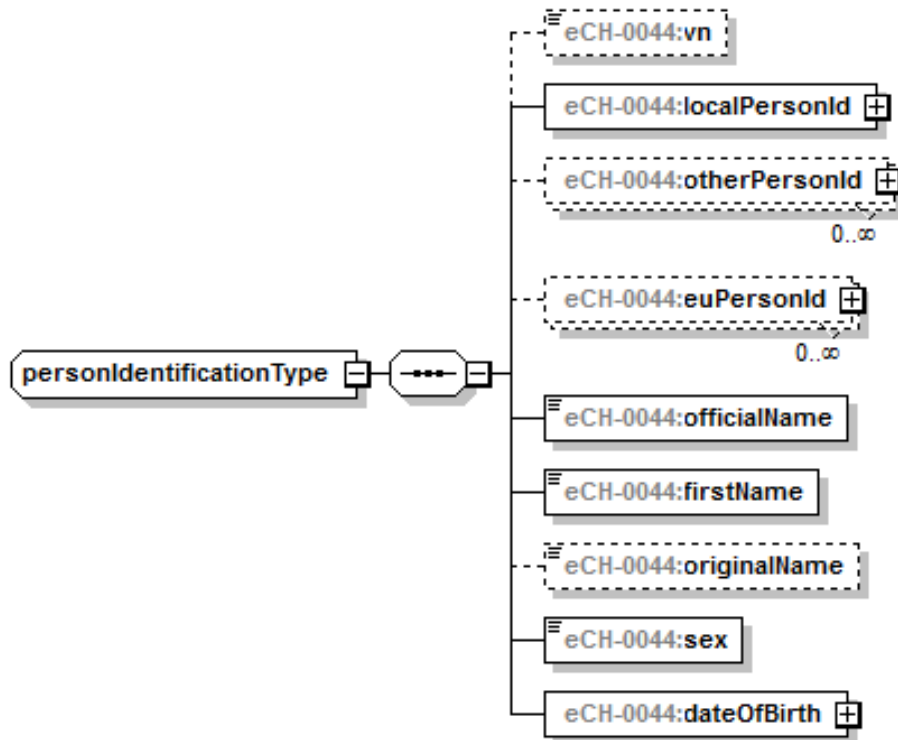 eCH-0044:vn
eCH-0044:localPersonId
eCH-0044:otherPersonId
0..∞
eCH-0044:euPersonId
0..∞
personIdentificationType
eCH-0044:officialName
eCH-0044:firstName
eCH-0044:originalName
eCH-0044:sex
eCH-0044:dateOfBirth